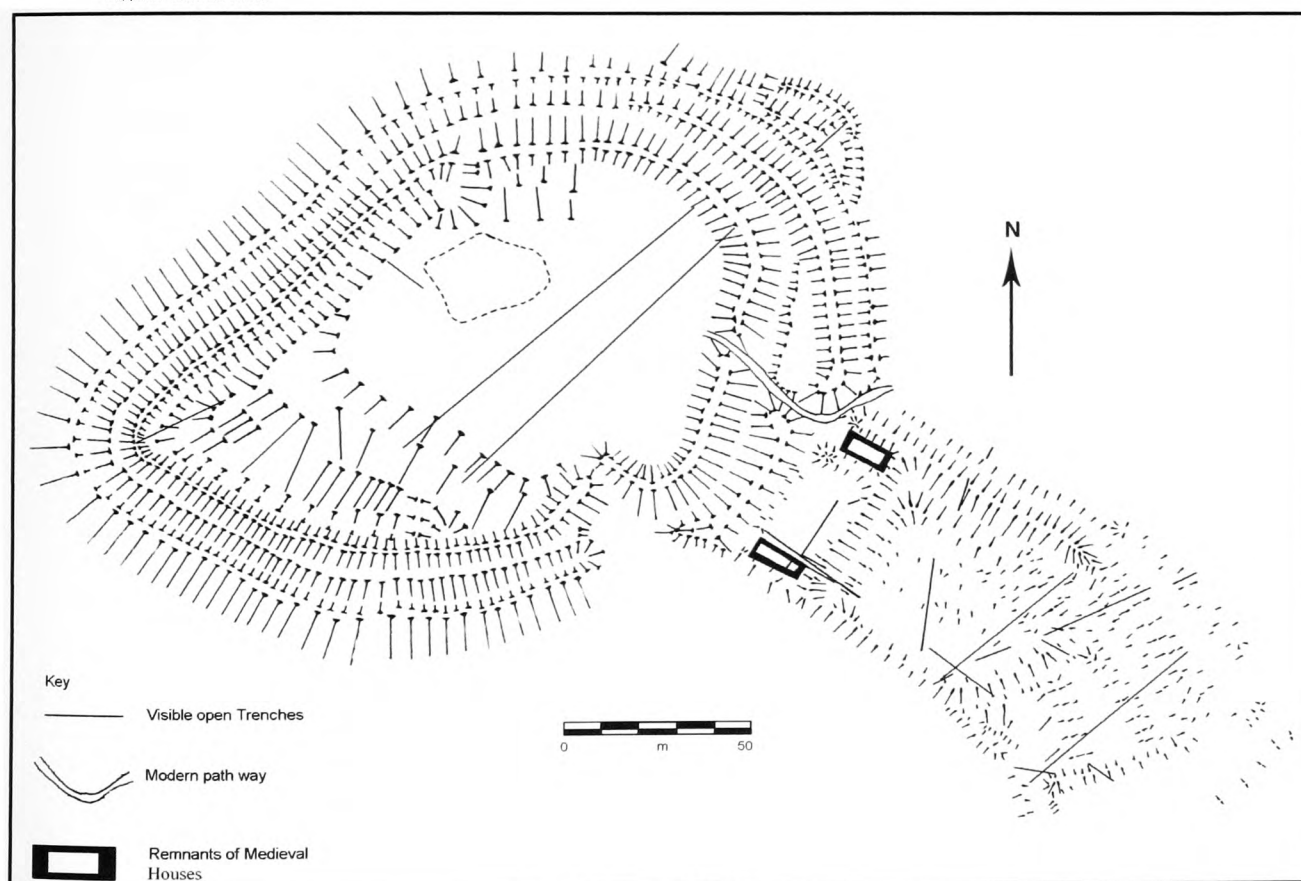 N
Key
Visible open Trenches
Modern path way
Remnants of Medieval
Houses
0 m 50